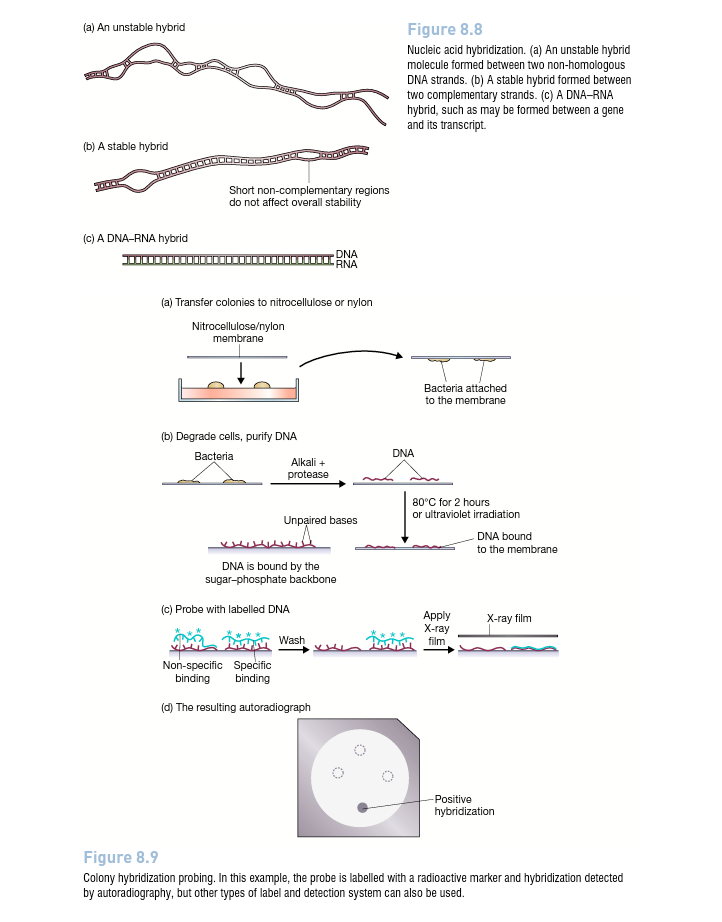 (a) An unstable hybrid
Figure 8.8
Nucleic acid hybridization. (a) An unstable hybrid
molecule formed between two non-homologous
DNA strands. (b) A stable hybrid formed between
two complementary strands. (c) A DNA–RNA
hybrid, such as may be formed between a gene
and its transcript.
(b) A stable hybrid
Short non-complementary regions
do not affect overall stability
(c) A DNA–RNA hybrid
DNA
RNA
(a) Transfer colonies to nitrocellulose or nylon
Nitrocellulose/nylon
membrane
Bacteria attached
to the membrane
(b) Degrade cells, purify DNA
Bacteria
Alkali +
protease
DNA
80°C for 2 hours
or ultraviolet irradiation
Unpaired bases
DNA bound
to the membrane
DNA is bound by the
sugar–phosphate backbone
(c) Probe with labelled DNA
Non-specific
binding
Specific
binding
Wash
Apply
X-ray
film
X-ray film
(d) The resulting autoradiograph
Positive
hybridization
Figure 8.9
Colony hybridization probing. In this example, the probe is labelled with a radioactive marker and hybridization detected
by autoradiography, but other types of label and detection system can also be used.